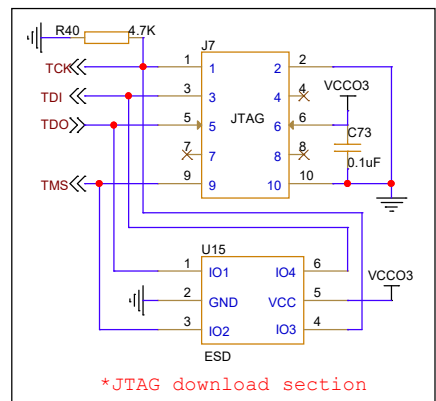 R40 4.7K
J7
TCK 1 1 2 2
VCCO3
TDI 3 3 4 4
TDO 5 5 6 6
JTAG
C73
7 7 8 8
0.1uF
TMS 9 9 10 10
U15
1 IO1 IO4 6
VCCO3
2 GND VCC 5
3 IO2 IO3 4
ESD
*JTAG download section